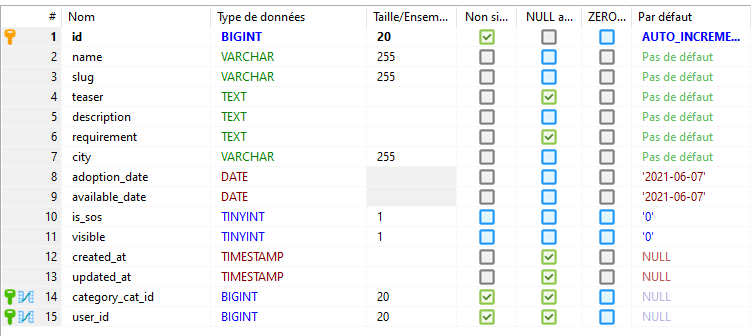 # Nom Type de données Taille/Ensem... Non si... NULL a... ZERO... Par défaut
1 id BIGINT 20 AUTO_INCREME...
2 name VARCHAR 255 Pas de défaut
3 slug VARCHAR 255 Pas de défaut
4 teaser TEXT Pas de défaut
5 description TEXT Pas de défaut
6 requirement TEXT Pas de défaut
7 city VARCHAR 255 Pas de défaut
8 adoption_date DATE '2021-06-07'
9 available_date DATE '2021-06-07'
10 is_sos TINYINT 1 '0'
11 visible TINYINT 1 '0'
12 created_at TIMESTAMP NULL
13 updated_at TIMESTAMP NULL
14 category_cat_id BIGINT 20 NULL
15 user_id BIGINT 20 NULL